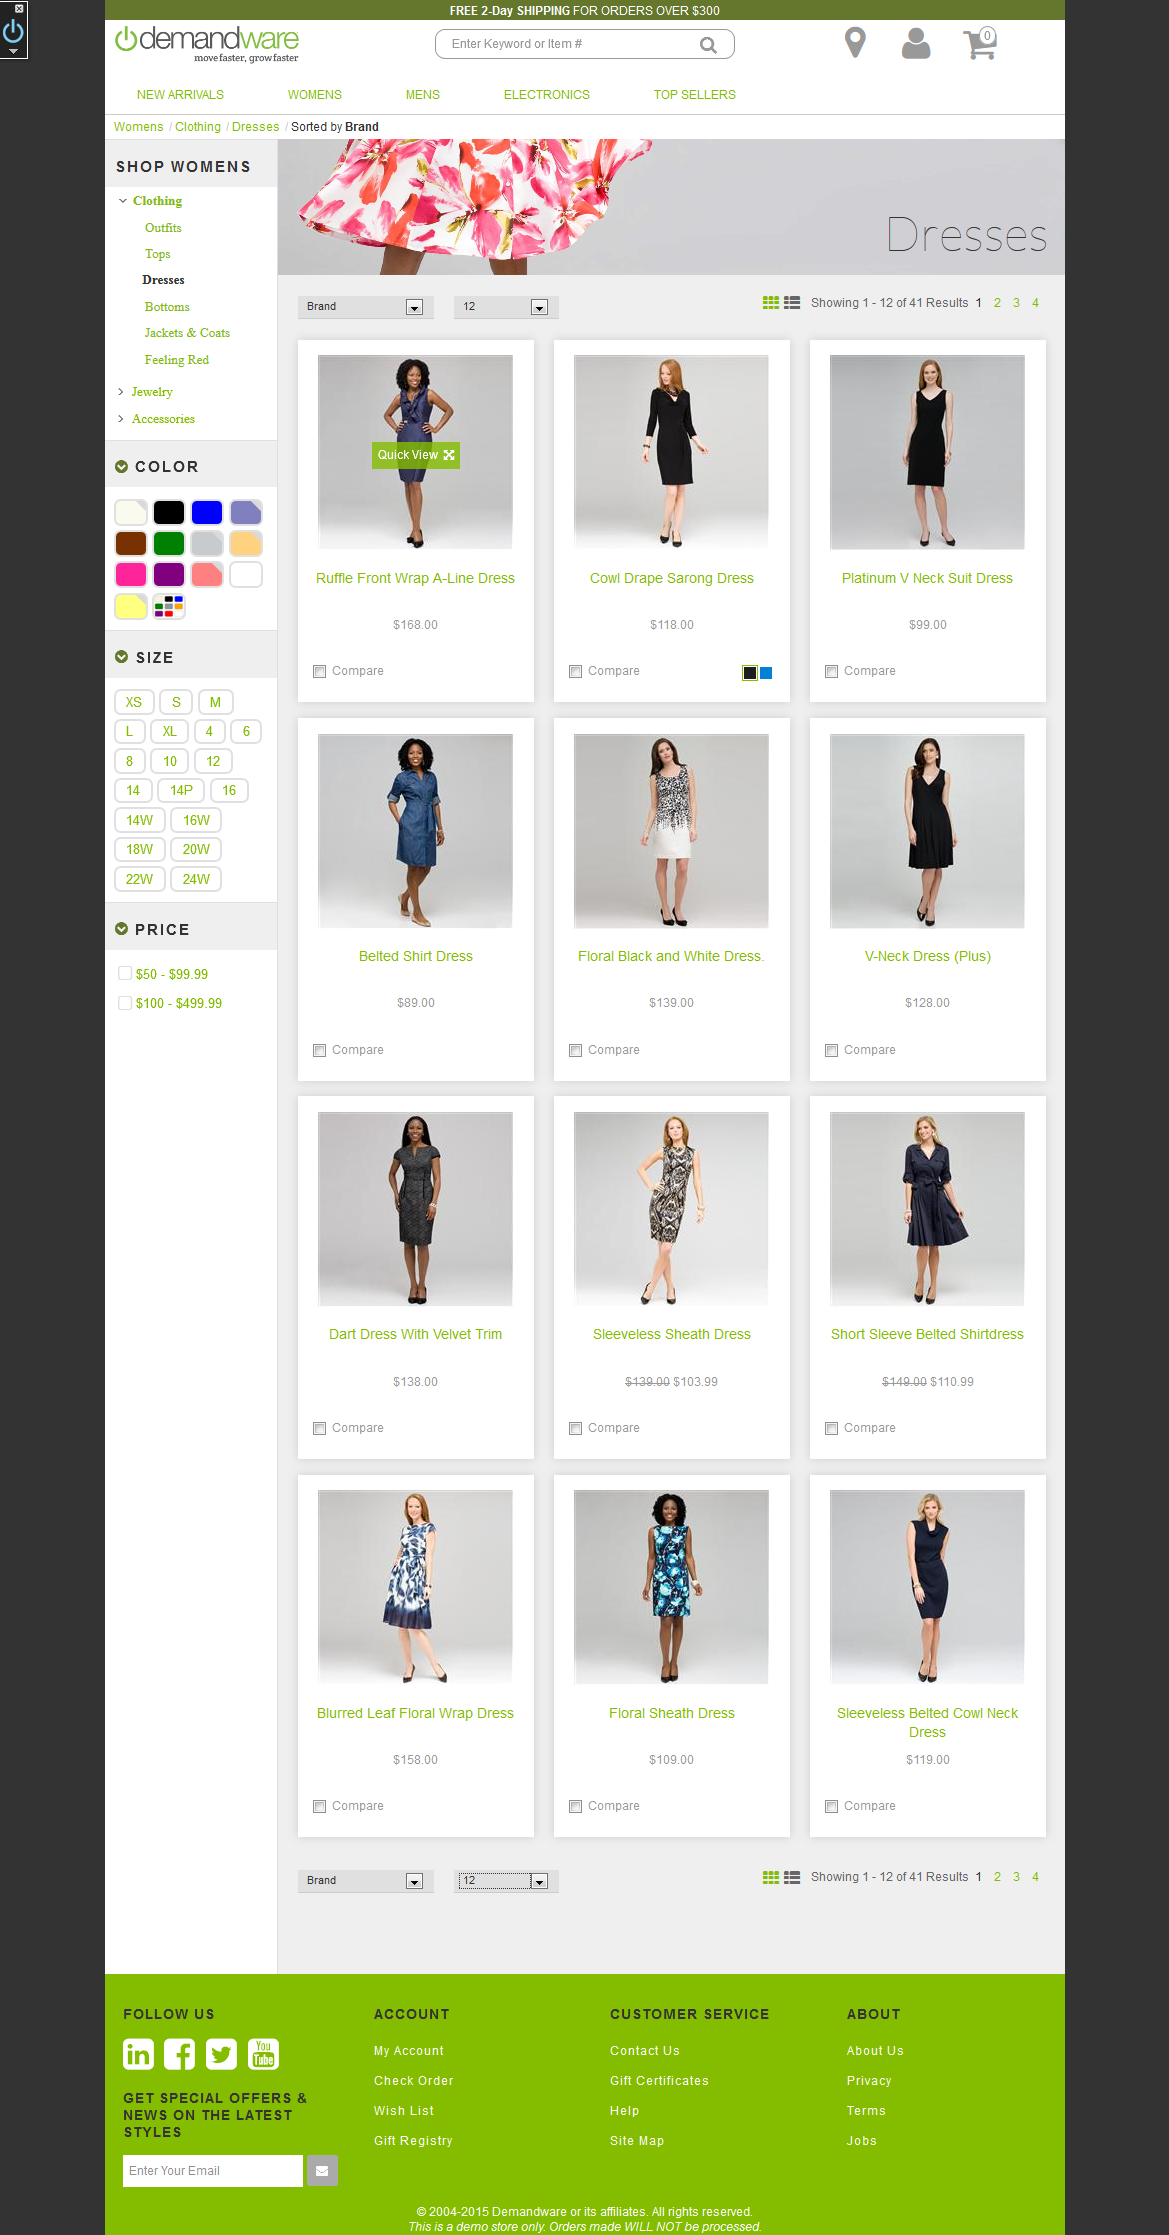 FREE 2-Day SHIPPING FOR ORDERS OVER $300
demandware
move faster, grow faster
Enter Keyword or Item #
0
NEW ARRIVALS WOMENS MENS ELECTRONICS TOP SELLERS
Womens / Clothing / Dresses / Sorted by Brand
SHOP WOMENS
Clothing
Outfits
Tops
Dresses
Bottoms
Jackets & Coats
Feeling Red
Jewelry
Accessories
COLOR
SIZE
XS S M
L XL 4 6
8 10 12
14 14P 16
14W 16W
18W 20W
22W 24W
PRICE
$50 - $99.99
$100 - $499.99
Dresses
Brand 12 Showing 1 - 12 of 41 Results 1 2 3 4
Quick View
Ruffle Front Wrap A-Line Dress
$168.00
Compare
Cowl Drape Sarong Dress
$118.00
Compare
Platinum V Neck Suit Dress
$99.00
Compare
Belted Shirt Dress
$89.00
Compare
Floral Black and White Dress.
$139.00
Compare
V-Neck Dress (Plus)
$128.00
Compare
Dart Dress With Velvet Trim
$138.00
Compare
Sleeveless Sheath Dress
$139.00 $103.99
Compare
Short Sleeve Belted Shirtdress
$149.00 $110.99
Compare
Blurred Leaf Floral Wrap Dress
$158.00
Compare
Floral Sheath Dress
$109.00
Compare
Sleeveless Belted Cowl Neck
Dress
$119.00
Compare
Brand 12 Showing 1 - 12 of 41 Results 1 2 3 4
FOLLOW US
in You Tube
GET SPECIAL OFFERS &
NEWS ON THE LATEST
STYLES
Enter Your Email
ACCOUNT
My Account
Check Order
Wish List
Gift Registry
CUSTOMER SERVICE
Contact Us
Gift Certificates
Help
Site Map
ABOUT
About Us
Privacy
Terms
Jobs
© 2004-2015 Demandware or its affiliates. All rights reserved.
This is a demo store only. Orders made WILL NOT be processed.